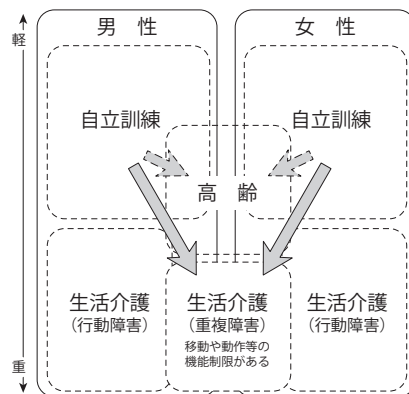 軽
男 性
女 性
自立訓練
自立訓練
高 齢
生活介護
（行動障害）
生活介護
（重複障害）
移動や動作等の
機能制限がある
生活介護
（行動障害）
重